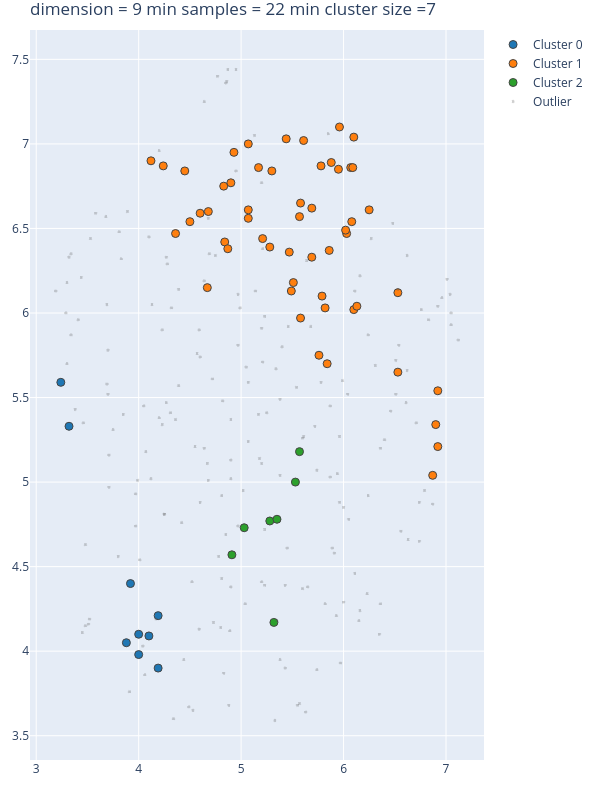 dimension = 9 min samples = 22 min cluster size =7
Cluster 0
Cluster 1
Cluster 2
Outlier
7.5
7
6.5
6
5.5
5
4.5
4
3.5
3 4 5 6 7